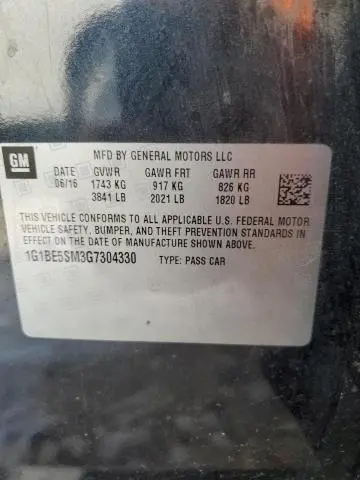 GM
MFD BY GENERAL MOTORS LLC
DATE GVWR GAWR FRT GAWR RR
06/16 1743 KG 917 KG 826 KG
3841 LB 2021 LB 1820 LB
THIS VEHICLE CONFORMS TO ALL APPLICABLE U.S. FEDERAL MOTOR
VEHICLE SAFETY, BUMPER, AND THEFT PREVENTION STANDARDS
IN EFFECT ON THE DATE OF MANUFACTURE SHOWN ABOVE.
1G1BE5SM3G7304330 TYPE: PASS CAR